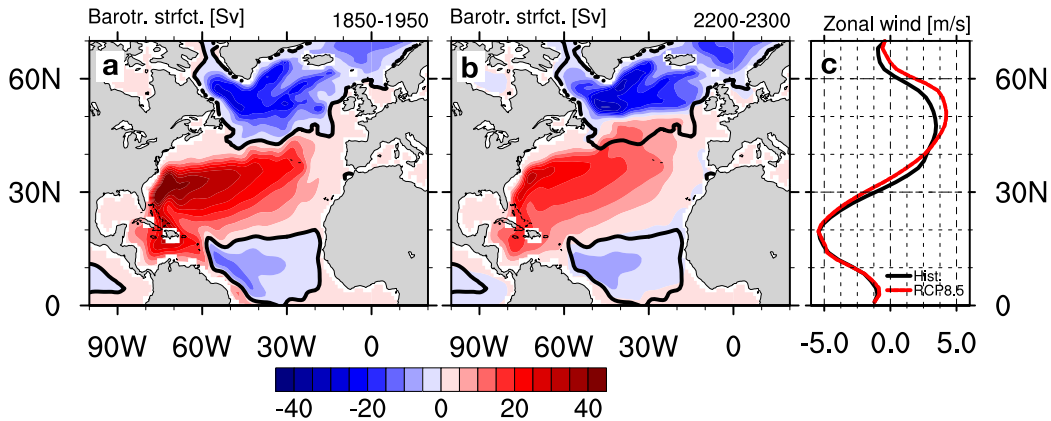 Barotr. strfct. [Sv] 1850-1950 Barotr. strfct. [Sv] 2200-2300 Zonal wind [m/s]
a b c
60N 60N
30N 30N
Hist.
RCP8.5
0 0
90W 60W 30W 0 90W 60W 30W 0 -5.0 0.0 5.0
-40 -20 0 20 40